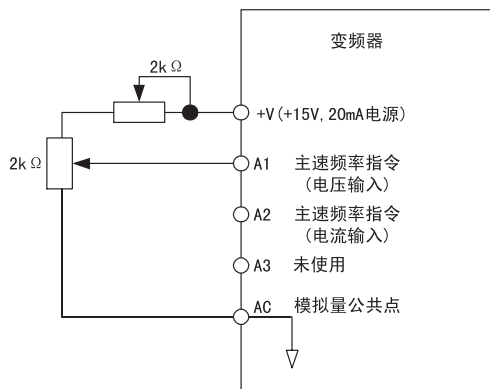 变频器
2kΩ
+V(+15V, 20mA电源)
2kΩ
A1 主速频率指令
(电压输入)
A2 主速频率指令
(电流输入)
A3 未使用
AC 模拟量公共点